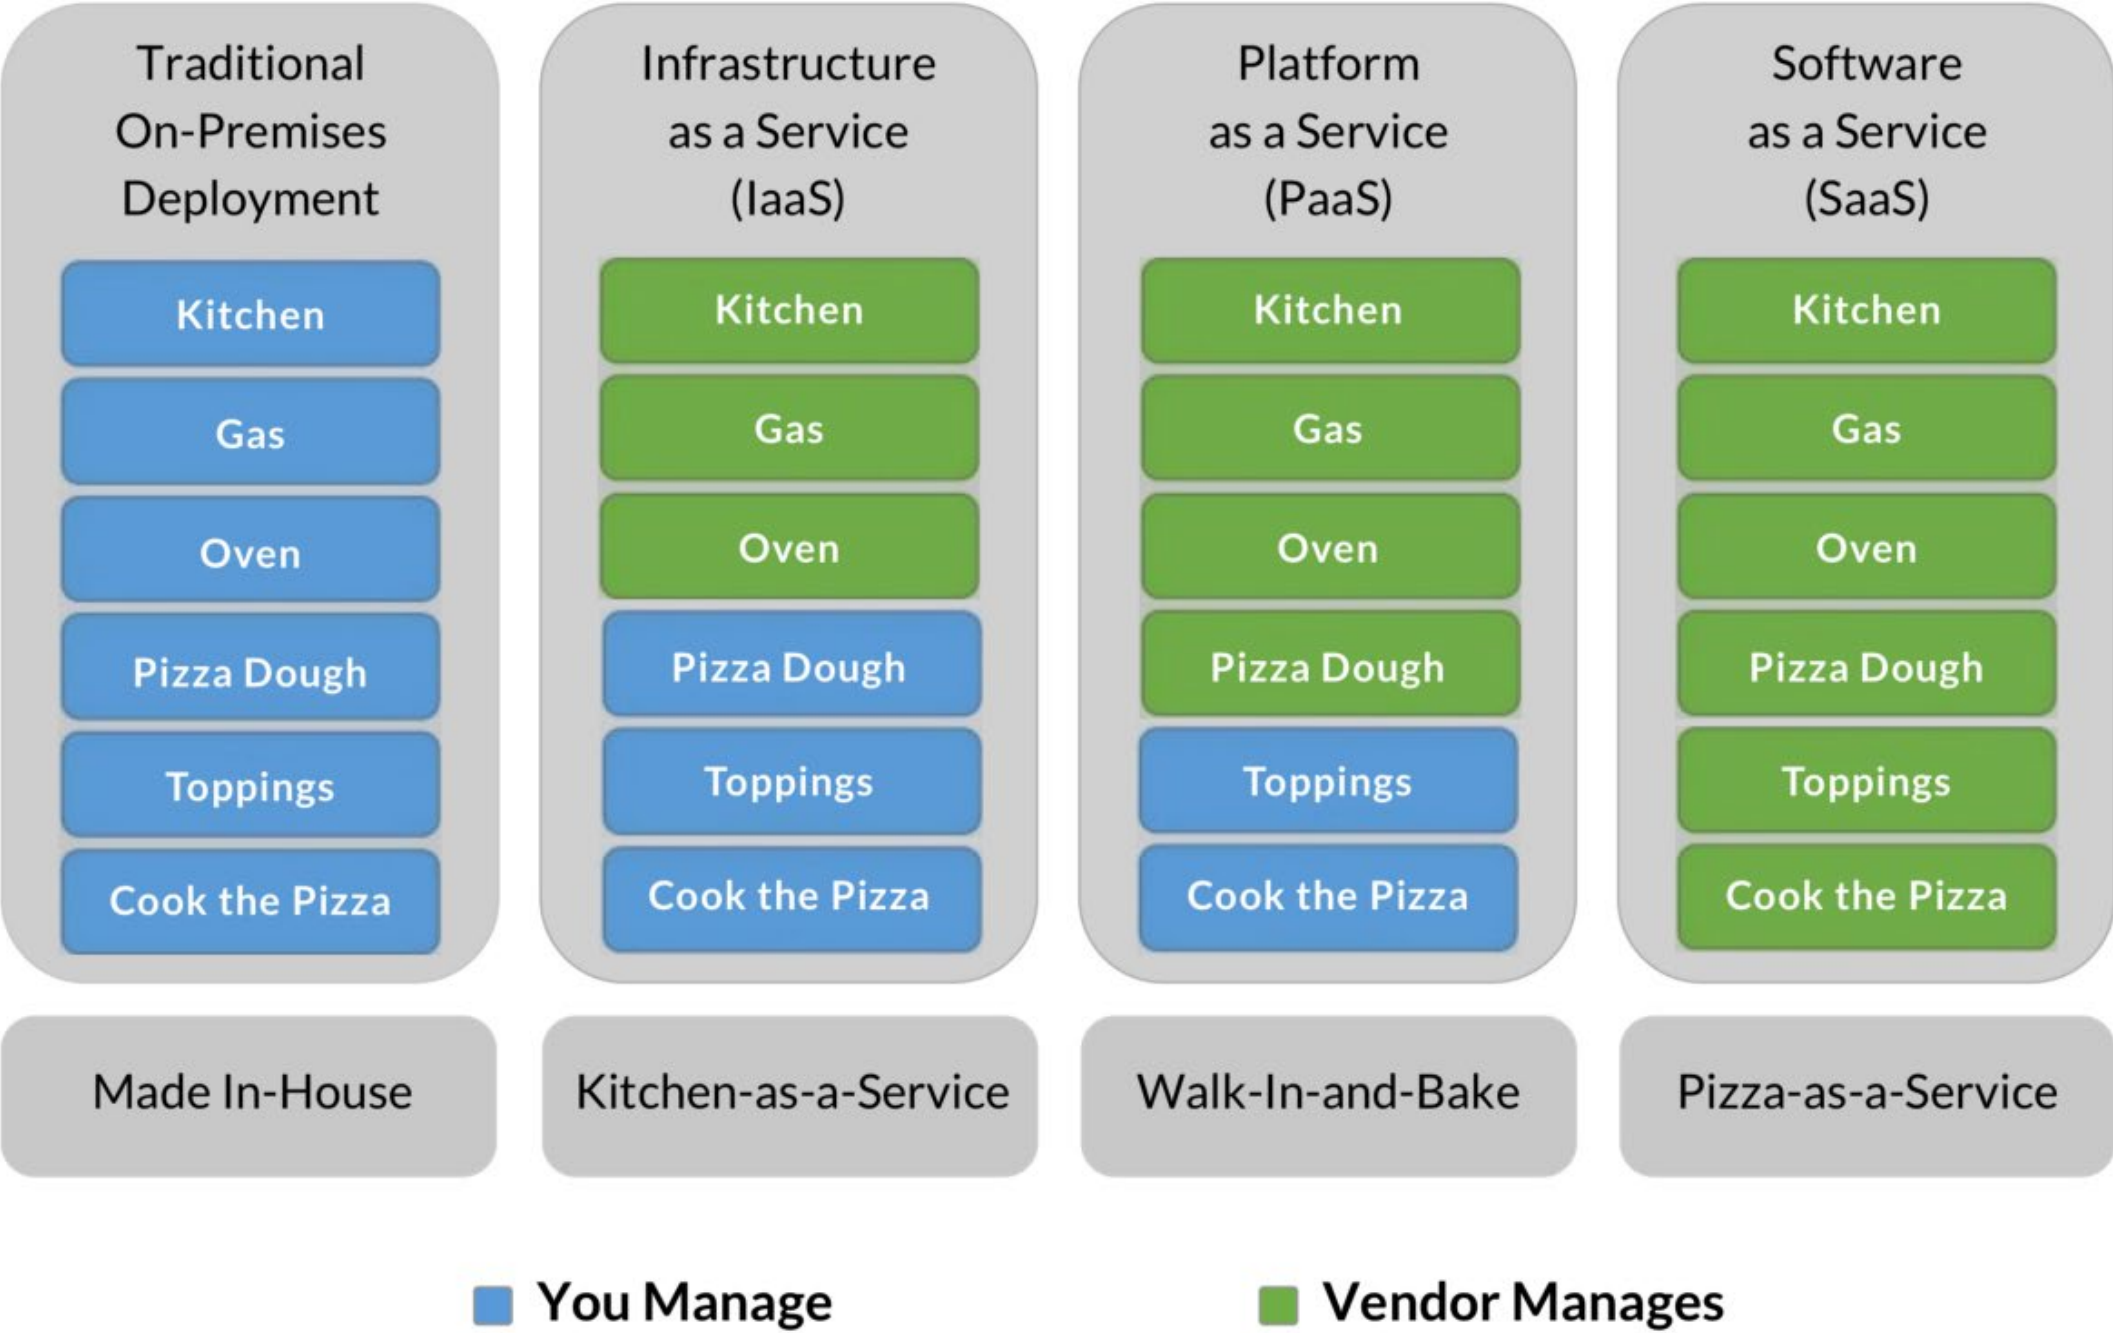 Traditional
On-Premises
Deployment
Kitchen
Gas
Oven
Pizza Dough
Toppings
Cook the Pizza
Made In-House
Infrastructure
as a Service
(IaaS)
Kitchen
Gas
Oven
Pizza Dough
Toppings
Cook the Pizza
Kitchen-as-a-Service
Platform
as a Service
(PaaS)
Kitchen
Gas
Oven
Pizza Dough
Toppings
Cook the Pizza
Walk-In-and-Bake
Software
as a Service
(SaaS)
Kitchen
Gas
Oven
Pizza Dough
Toppings
Cook the Pizza
Pizza-as-a-Service
You Manage
Vendor Manages